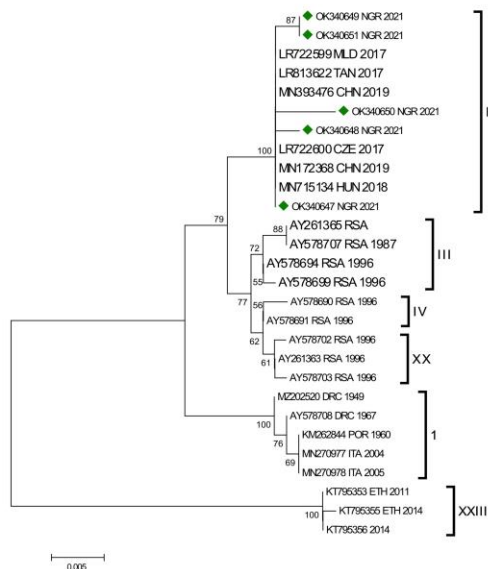 87
OK340649 NGR 2021
OK340651 NGR 2021
LR722599 MLD 2017
LR813622 TAN 2017
MN393476 CHN 2019
OK340650 NGR 2021
OK340648 NGR 2021
100
LR722600 CZE 2017
MN172368 CHN 2019
MN715134 HUN 2018
OK340647 NGR 2021
79
AY261365 RSA
88
AY578707 RSA 1987
72
AY578694 RSA 1996
III
55
AY578699 RSA 1996
77
56
AY578690 RSA 1996
IV
AY578691 RSA 1996
62
AY578702 RSA 1996
61
AY261363 RSA 1996
XX
AY578703 RSA 1996
MZ202520 DRC 1949
100
AY578708 DRC 1967
76
KM262844 POR 1960
1
MN270977 ITA 2004
69
MN270978 ITA 2005
KT795353 ETH 2011
100
KT795355 ETH 2014
XXIII
KT795356 2014
0.005